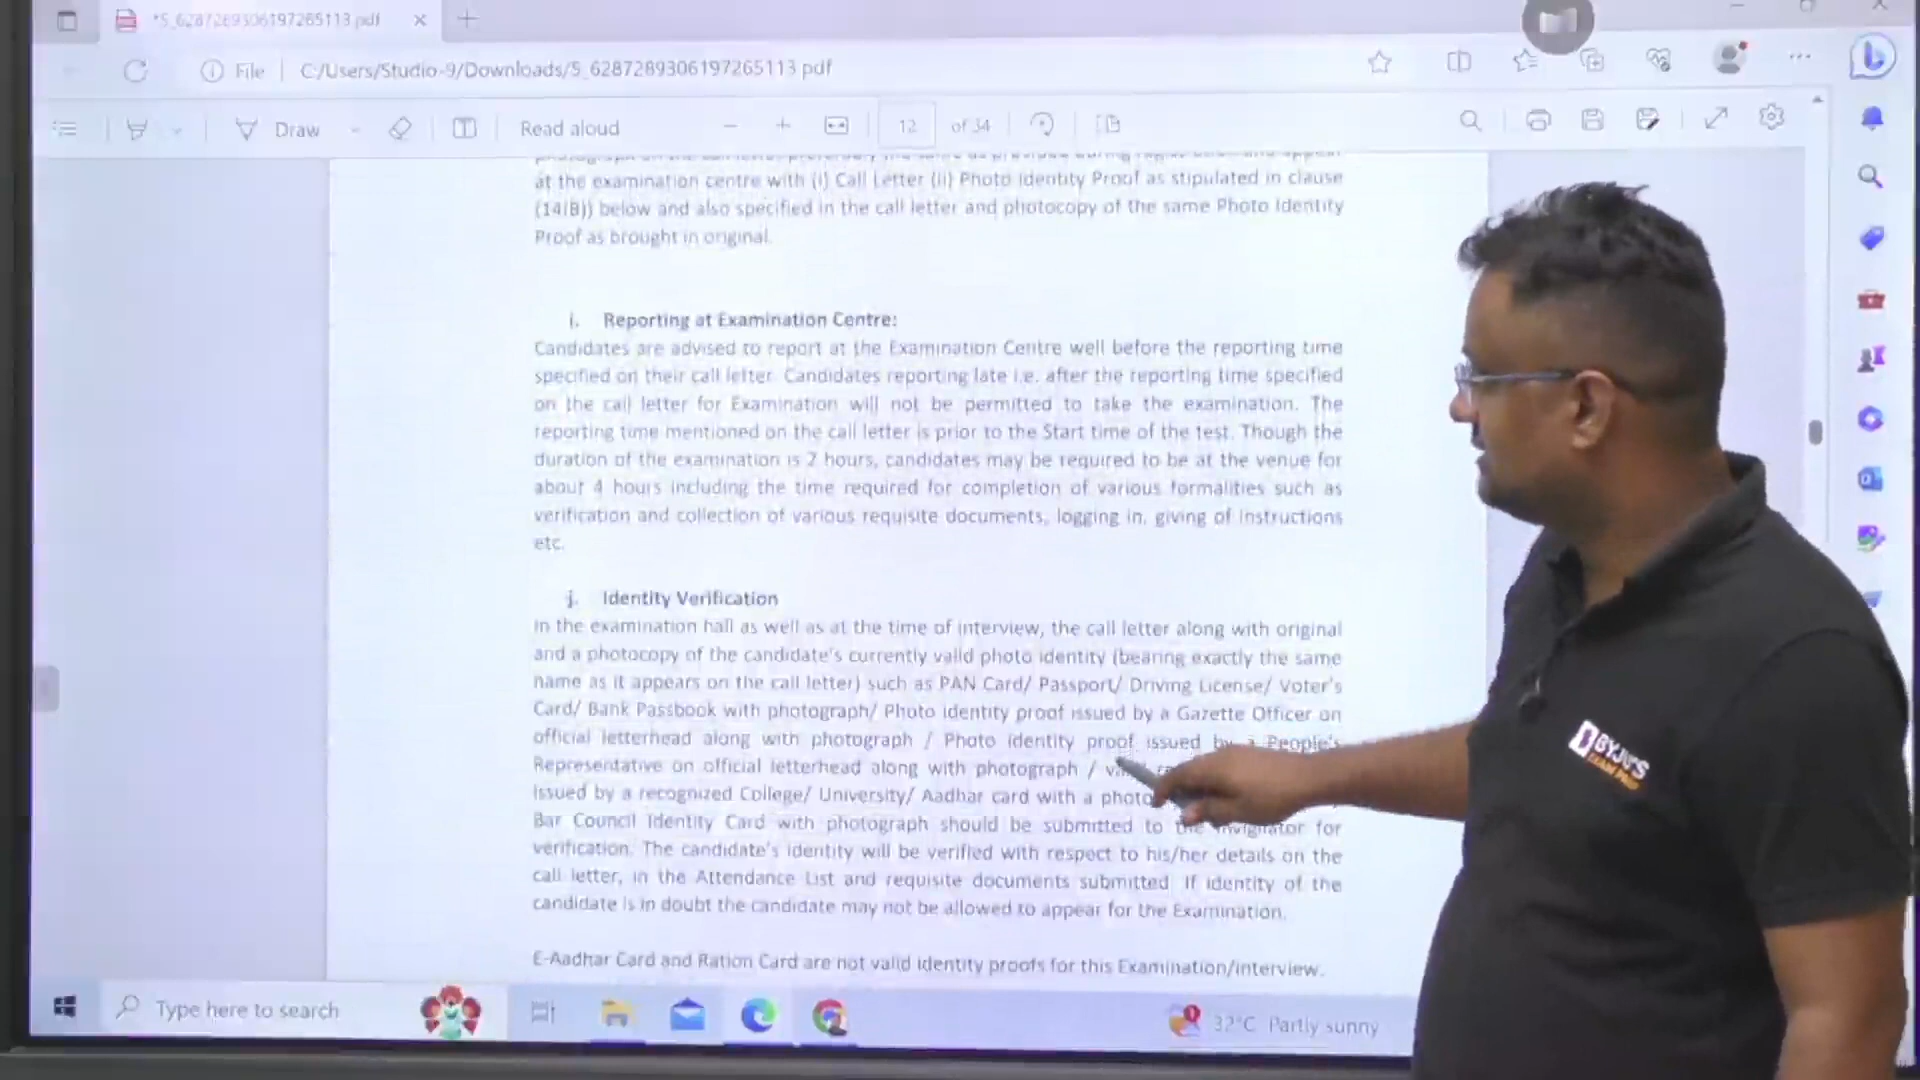 *5_6287289306197265113.pdf
File C:/Users/Studio-9/Downloads/5_6287289306197265113.pdf
Draw Read aloud 12 of 34
at the examination centre with (i) Call Letter (ii) Photo Identity Proof as stipulated in clause
(14(B)) below and also specified in the call letter and photocopy of the same Photo Identity
Proof as brought in original.
i. Reporting at Examination Centre:
Candidates are advised to report at the Examination Centre well before the reporting time
specified on their call letter. Candidates reporting late i.e. after the reporting time specified
on the call letter for Examination will not be permitted to take the examination. The
reporting time mentioned on the call letter is prior to the Start time of the test. Though the
duration of the examination is 2 hours, candidates may be required to be at the venue for
about 4 hours including the time required for completion of various formalities such as
verification and collection of various requisite documents, logging in, giving of instructions
etc.
j. Identity Verification
In the examination hall as well as at the time of interview, the call letter along with original
and a photocopy of the candidate's currently valid photo identity (bearing exactly the same
name as it appears on the call letter) such as PAN Card/ Passport/ Driving License/ Voter's
Card/ Bank Passbook with photograph/ Photo identity proof issued by a Gazette Officer on
official letterhead along with photograph / Photo identity proof issued by a People's
Representative on official letterhead along with photograph /
issued by a recognized College/ University/ Aadhar card with a photo
Bar Council Identity Card with photograph should be submitted to the invigilator for
verification. The candidate's identity will be verified with respect to his/her details on the
call letter, in the Attendance List and requisite documents submitted. If identity of the
candidate is in doubt the candidate may not be allowed to appear for the Examination.
E-Aadhar Card and Ration Card are not valid identity proofs for this Examination/interview.
Type here to search
32°C Partly sunny
BYJU'S
EXAM PREP